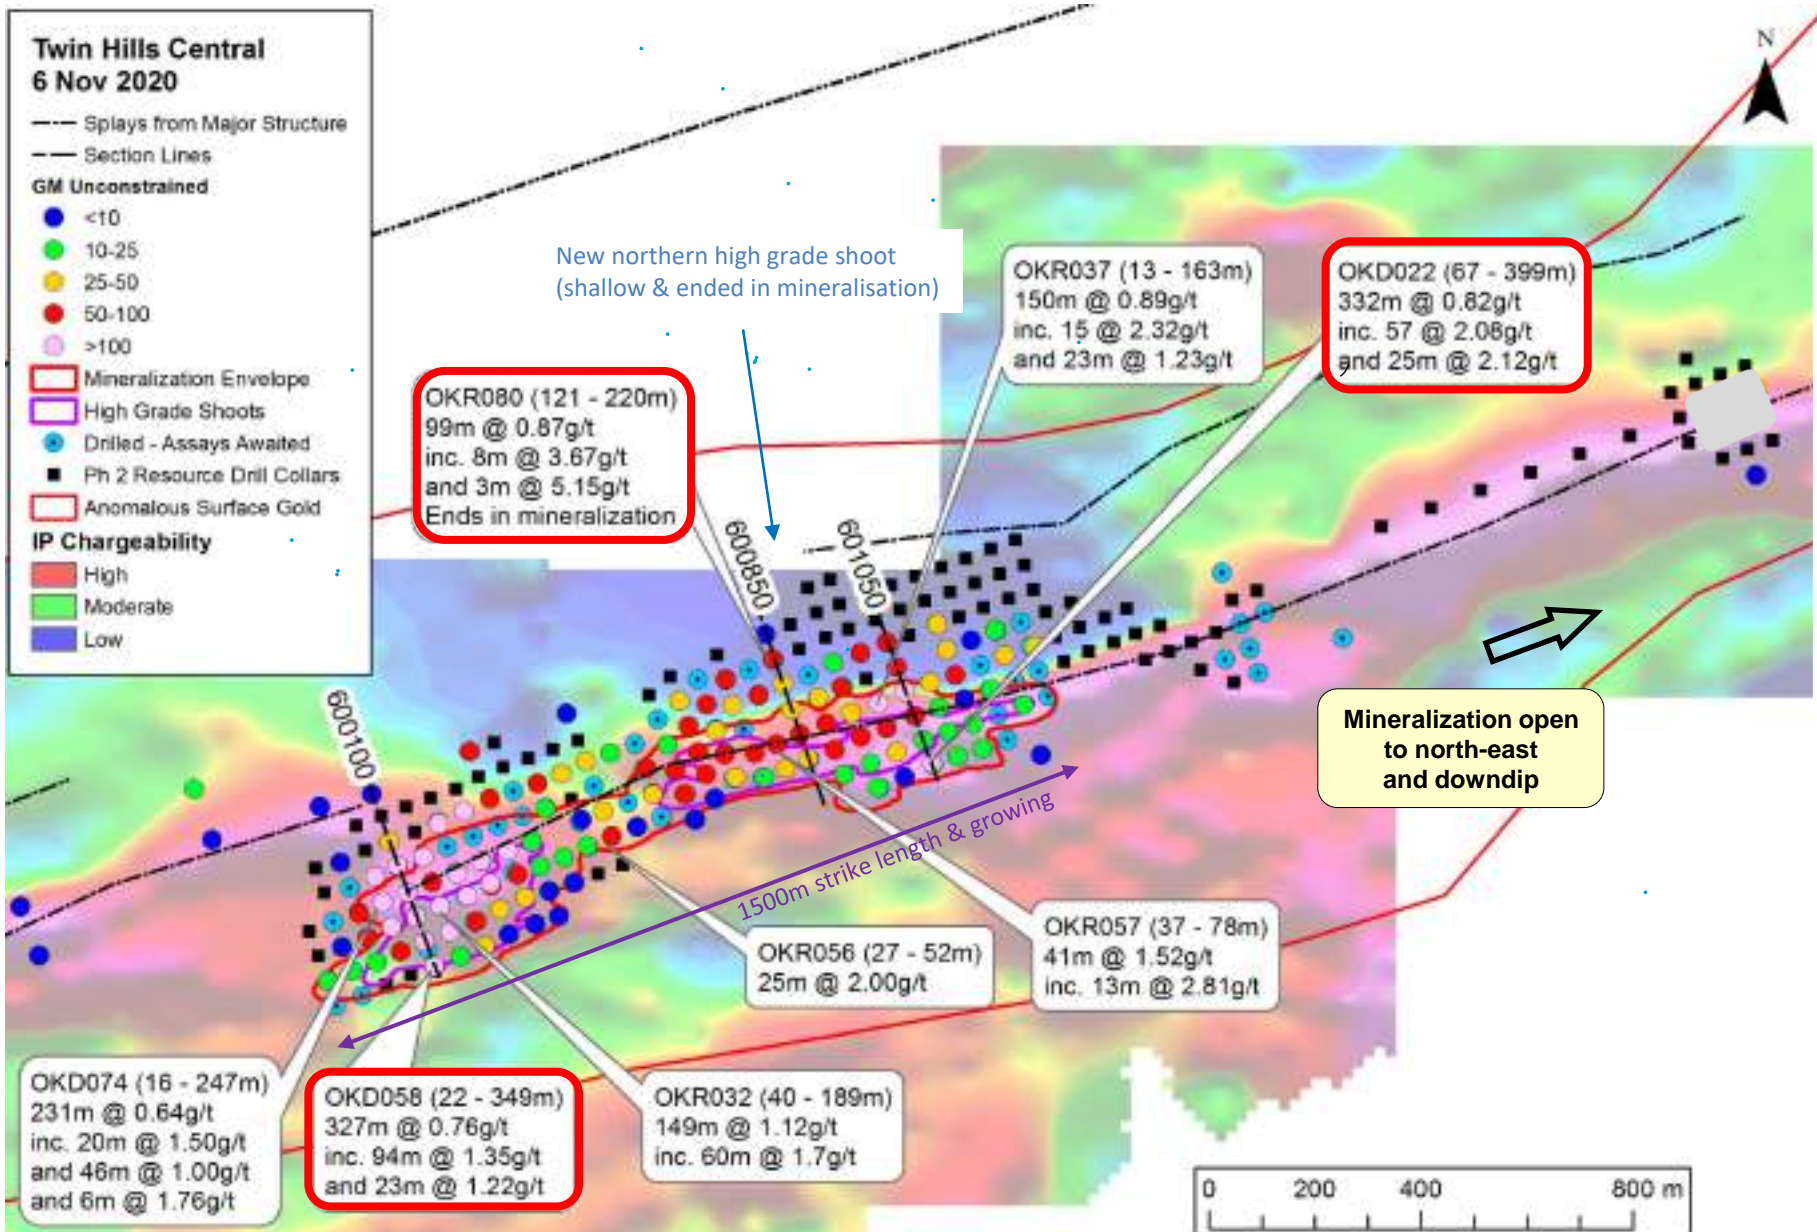 Twin Hills Central
6 Nov 2020
Splays from Major Structure
Section Lines
GM Unconstrained
<10
10-25
25-50
50-100
>100
Mineralization Envelope
High Grade Shoots
Drilled - Assays Awaited
Ph 2 Resource Drill Collars
Anomalous Surface Gold
IP Chargeability
High
Moderate
Low
N
New northern high grade shoot
(shallow & ended in mineralisation)
OKR037 (13 - 163m)
150m @ 0.89g/t
inc. 15 @ 2.32g/t
and 23m @ 1.23g/t
OKD022 (67 - 399m)
332m @ 0.82g/t
inc. 57 @ 2.08g/t
and 25m @ 2.12g/t
OKR080 (121 - 220m)
99m @ 0.87g/t
inc. 8m @ 3.67g/t
and 3m @ 5.15g/t
Ends in mineralization
600850
601050
600100
Mineralization open
to north-east
and downdip
1500m strike length & growing
OKR056 (27 - 52m)
25m @ 2.00g/t
OKR057 (37 - 78m)
41m @ 1.52g/t
inc. 13m @ 2.81g/t
OKD074 (16 - 247m)
231m @ 0.64g/t
inc. 20m @ 1.50g/t
and 46m @ 1.00g/t
and 6m @ 1.76g/t
OKD058 (22 - 349m)
327m @ 0.76g/t
inc. 94m @ 1.35g/t
and 23m @ 1.22g/t
OKR032 (40 - 189m)
149m @ 1.12g/t
inc. 60m @ 1.7g/t
0 200 400 800 m